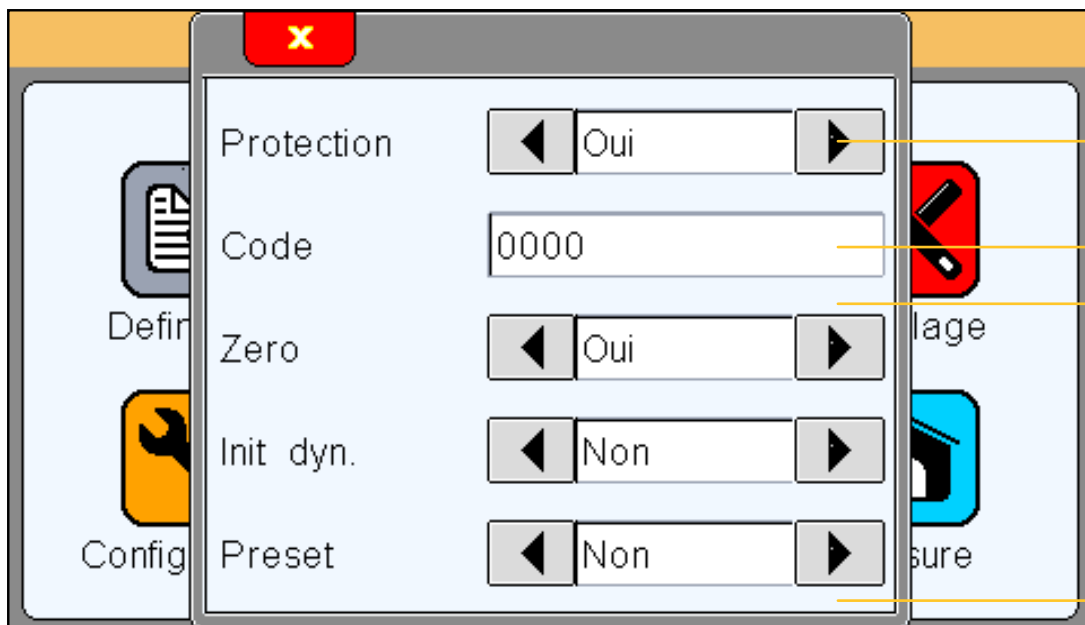 x
Protection Oui
Code 0000
Zero Oui
Init dyn. Non
Preset Non
Defin
lage
Config
sure